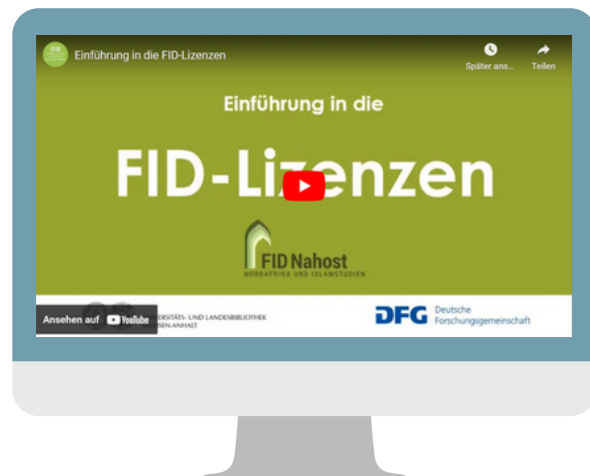 Einführung in die FID-Lizenzen
Später ans...
Teilen
Einführung in die
FID-Lizenzen
FID Nahost
NORDAFRIKA UND ISLAMSTUDIEN
Ansehen auf YouTube
ERSITÄTS- UND LANDESBIBLIOTHEK
SEN-ANHALT
DFG
Deutsche
Forschungsgemeinschaft